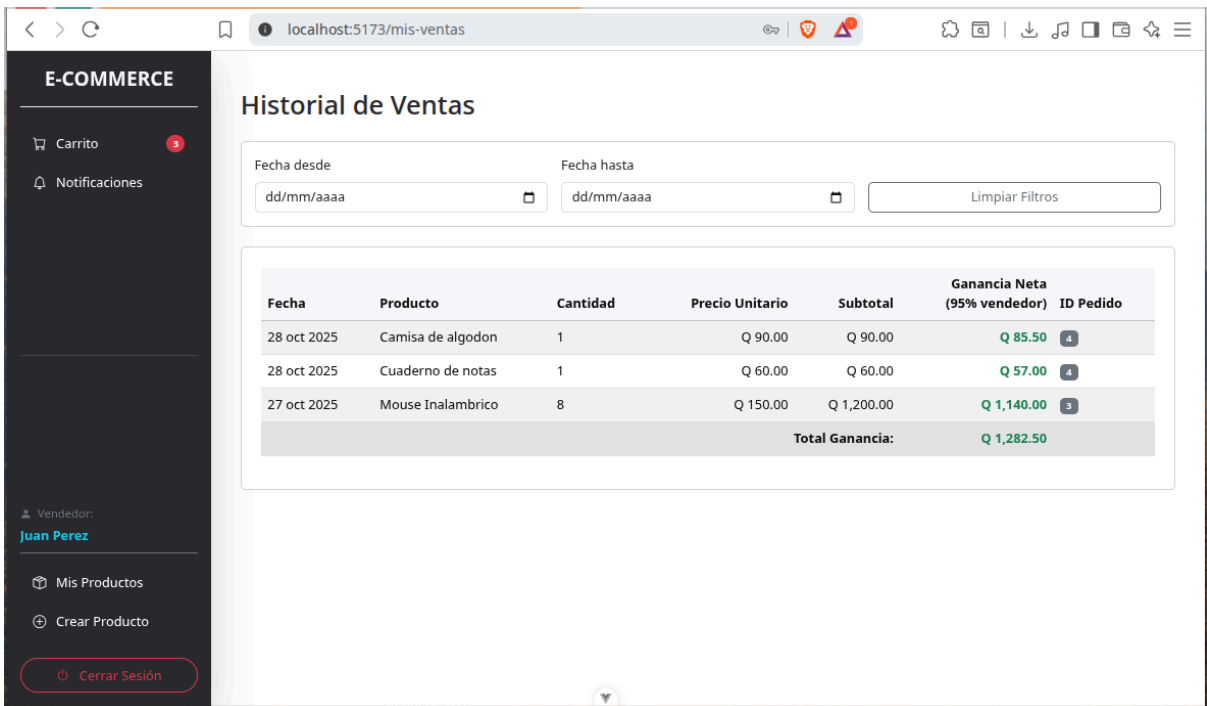 localhost:5173/mis-ventas
E-COMMERCE
Carrito 3
Notificaciones
Vendedor:
Juan Perez
Mis Productos
Crear Producto
Cerrar Sesión
Historial de Ventas
Fecha desde Fecha hasta
dd/mm/aaaa dd/mm/aaaa Limpiar Filtros
Ganancia Neta
Fecha Producto Cantidad Precio Unitario Subtotal (95% vendedor) ID Pedido
28 oct 2025 Camisa de algodon 1 Q 90.00 Q 90.00 Q 85.50 4
28 oct 2025 Cuaderno de notas 1 Q 60.00 Q 60.00 Q 57.00 4
27 oct 2025 Mouse Inalambrico 8 Q 150.00 Q 1,200.00 Q 1,140.00 3
Total Ganancia: Q 1,282.50